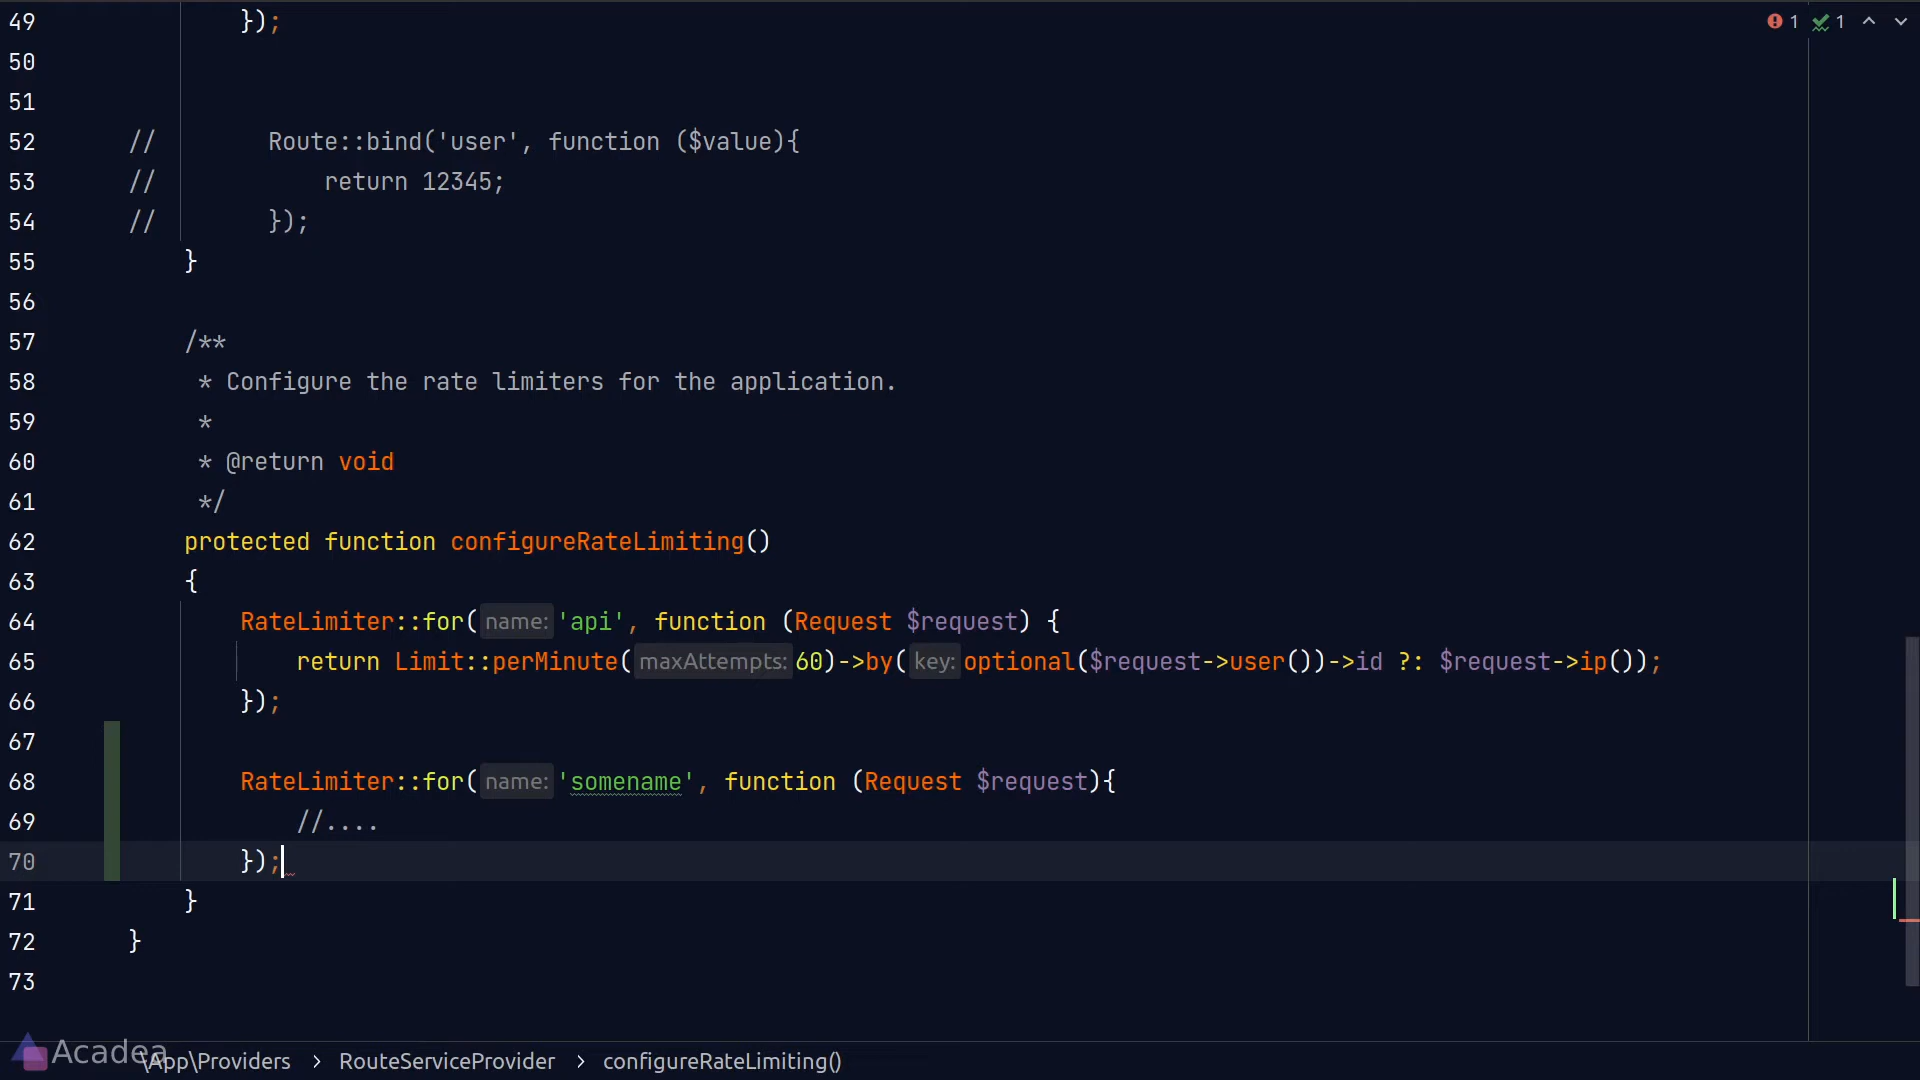 49 });
1 1
50
51
52 // Route::bind('user', function ($value){
53 // return 12345;
54 // });
55 }
56
57 /**
58 * Configure the rate limiters for the application.
59 *
60 * @return void
61 */
62 protected function configureRateLimiting()
63 {
64 RateLimiter::for( name: 'api', function (Request $request) {
65 return Limit::perMinute( maxAttempts: 60)->by( key: optional($request->user())->id ?: $request->ip());
66 });
67
68 RateLimiter::for( name: 'somename', function (Request $request){
69 //....
70 });
71 }
72 }
73
Acadea
\App\Providers > RouteServiceProvider > configureRateLimiting()